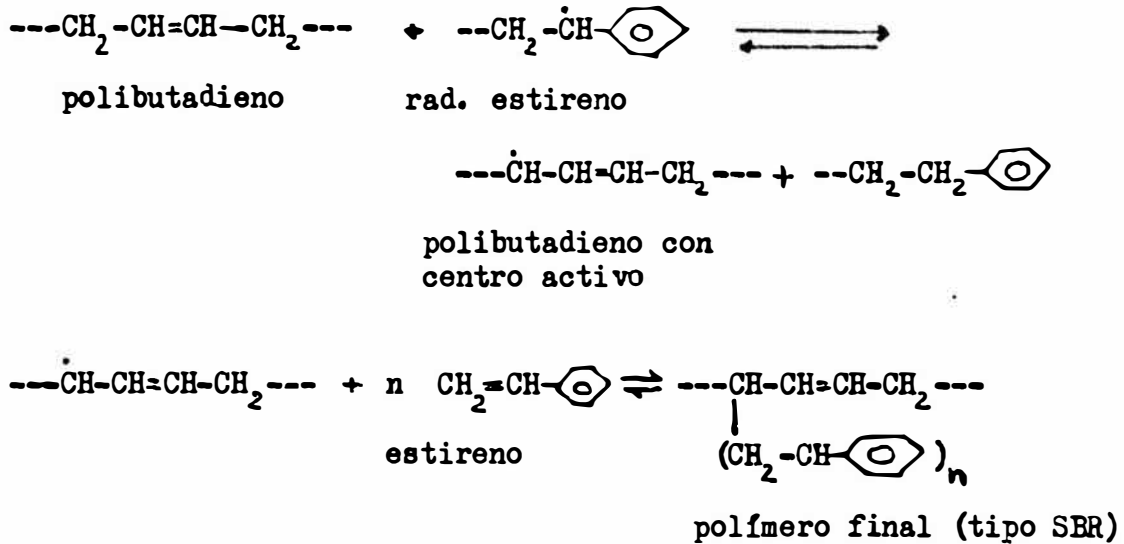 ---CH₂-CH=CH—CH₂--- + --CH₂-ĊH-
polibutadieno rad. estireno
---ĊH-CH=CH-CH₂--- + --CH₂-CH₂-
polibutadieno con
centro activo
---ĊH-CH=CH-CH₂--- + n CH₂=CH- ⇌ ---CH-CH=CH-CH₂---
estireno (CH₂-CH-)n
polímero final (tipo SBR)